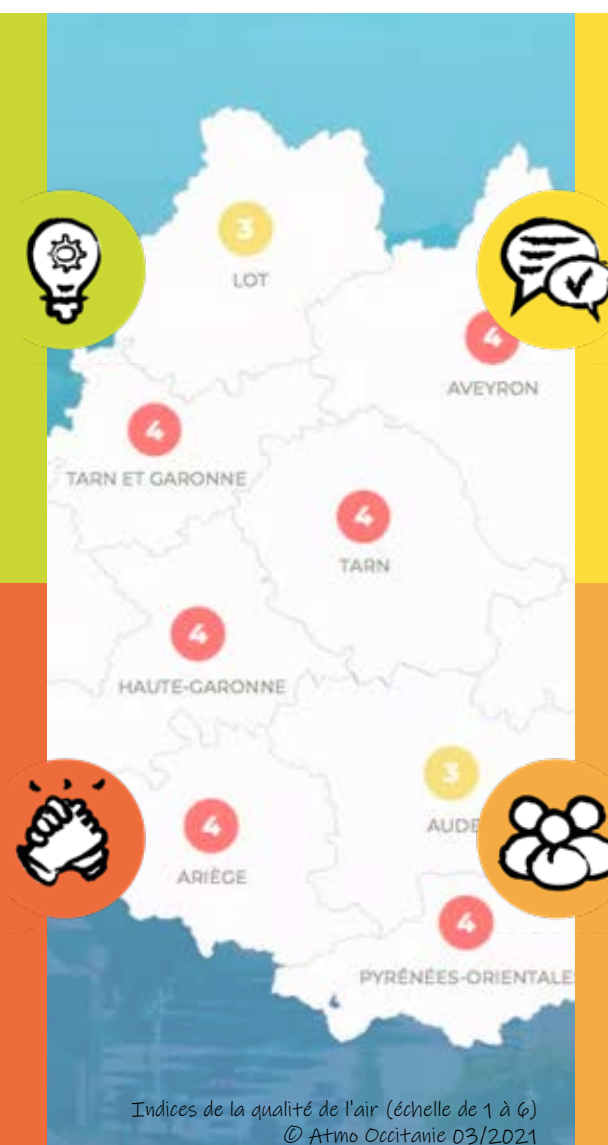 3
LOT
4
AVEYRON
4
TARN ET GARONNE
4
TARN
4
HAUTE-GARONNE
3
AUDE
4
ARIÈGE
4
PYRÉNÉES-ORIENTALES
Indices de la qualité de l'air (échelle de 1 à 6)
© Atmo Occitanie 03/2021